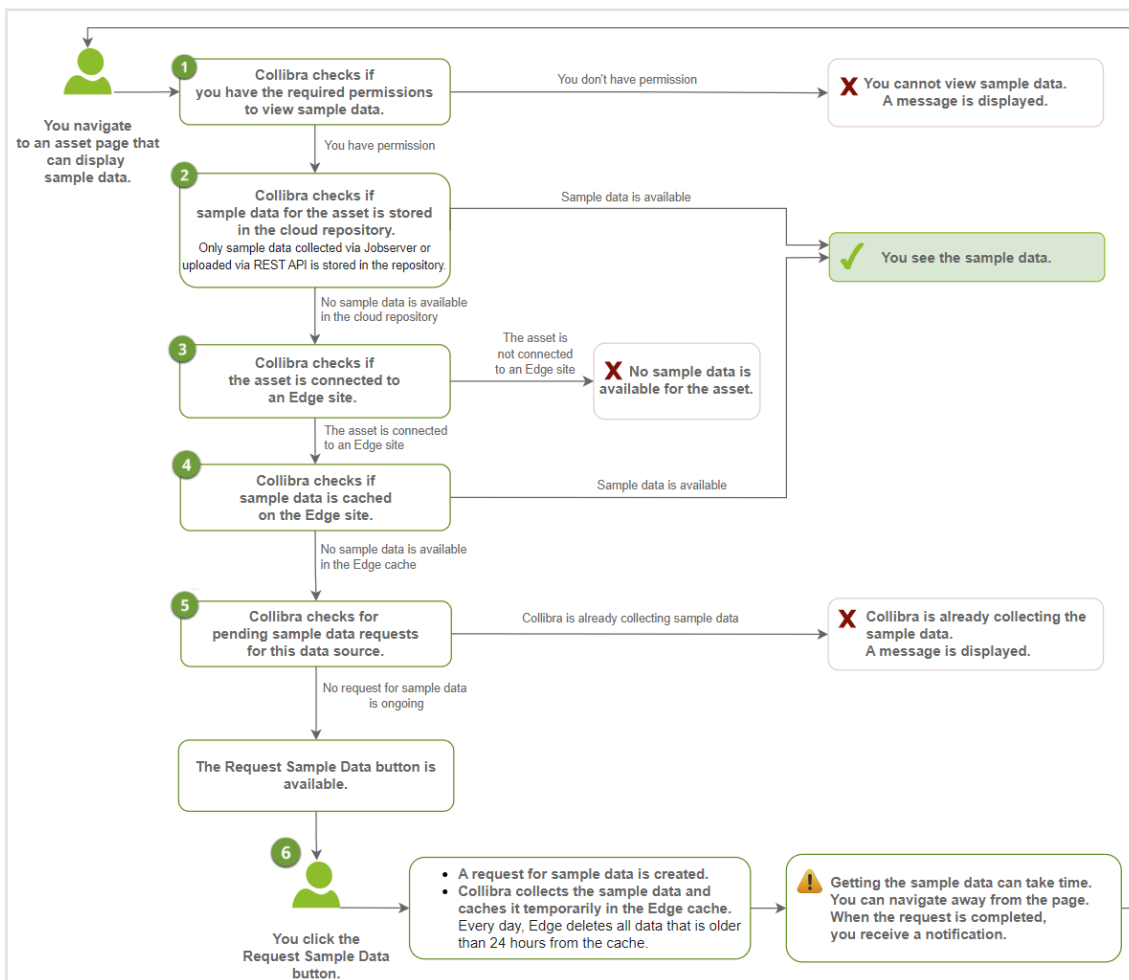 1
Collibra checks if
you have the required permissions
to view sample data.
You don't have permission
X You cannot view sample data.
A message is displayed.
You navigate
to an asset page that
can display
sample data.
You have permission
2
Collibra checks if
sample data for the asset is stored
in the cloud repository.
Only sample data collected via Jobserver or
uploaded via REST API is stored in the repository.
Sample data is available
You see the sample data.
No sample data is available
in the cloud repository
3
Collibra checks if
the asset is connected to
an Edge site.
The asset is
not connected
to an Edge site
X No sample data is
available for the asset.
The asset is connected
to an Edge site
4
Collibra checks if
sample data is cached
on the Edge site.
Sample data is available
No sample data is available
in the Edge cache
5
Collibra checks for
pending sample data requests
for this data source.
Collibra is already collecting sample data
X Collibra is already collecting the
sample data.
A message is displayed.
No request for sample data
is ongoing
The Request Sample Data button is
available.
6
You click the
Request Sample Data
button.
• A request for sample data is created.
• Collibra collects the sample data and
caches it temporarily in the Edge cache.
Every day, Edge deletes all data that is older
than 24 hours from the cache.
Getting the sample data can take time.
You can navigate away from the page.
When the request is completed,
you receive a notification.